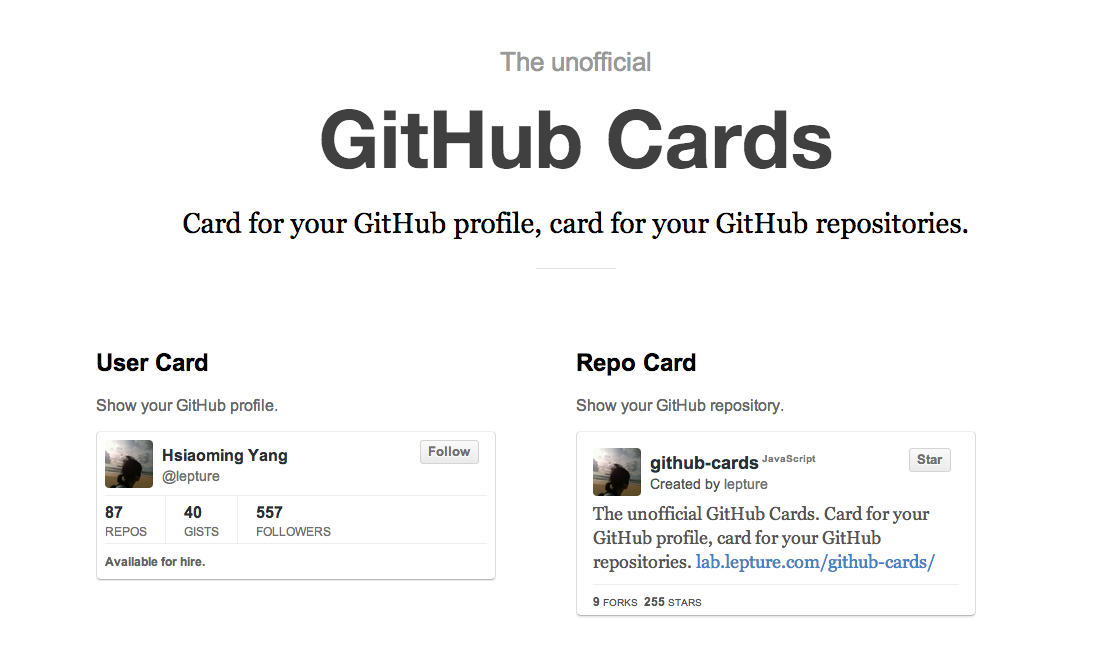 The unofficial
GitHub Cards
Card for your GitHub profile, card for your GitHub repositories.
User Card
Show your GitHub profile.
Hsiaoming Yang
Follow
@lepture
87
40
557
REPOS
GISTS
FOLLOWERS
Available for hire.
Repo Card
Show your GitHub repository.
github-cards JavaScript
Star
Created by lepture
The unofficial GitHub Cards. Card for your
GitHub profile, card for your GitHub
repositories. lab.lepture.com/github-cards/
9 FORKS 255 STARS